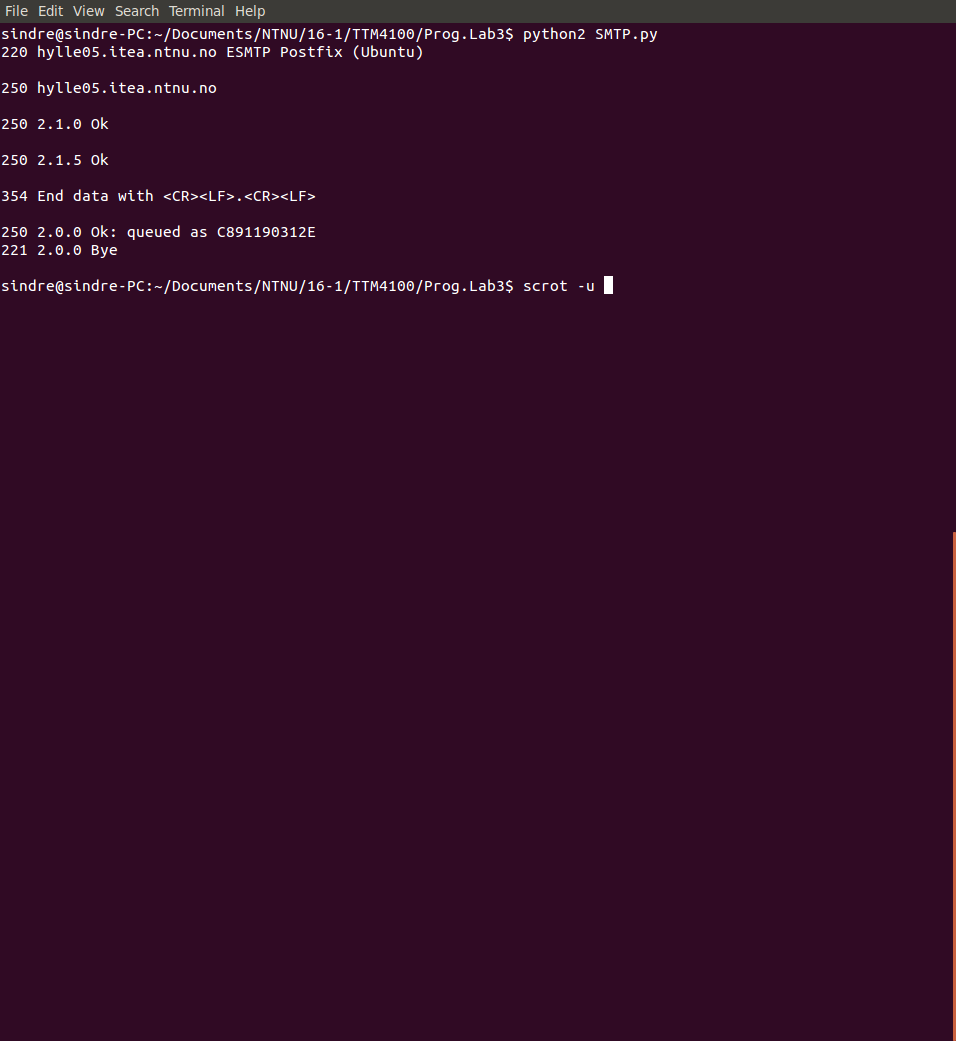 File Edit View Search Terminal Help
sindre@sindre-PC:~/Documents/NTNU/16-1/TTM4100/Prog.Lab3$ python2 SMTP.py
220 hylle05.itea.ntnu.no ESMTP Postfix (Ubuntu)
250 hylle05.itea.ntnu.no
250 2.1.0 Ok
250 2.1.5 Ok
354 End data with <CR><LF>.<CR><LF>
250 2.0.0 Ok: queued as C891190312E
221 2.0.0 Bye
sindre@sindre-PC:~/Documents/NTNU/16-1/TTM4100/Prog.Lab3$ scrot -u